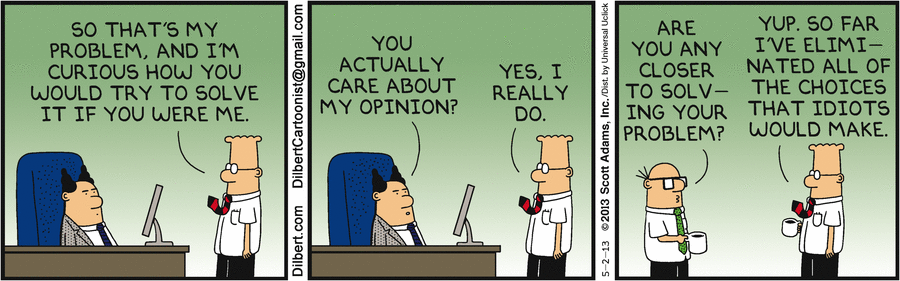 SO THAT'S MY
PROBLEM, AND I'M
CURIOUS HOW YOU
WOULD TRY TO SOLVE
IT IF YOU WERE ME.
Dilbert.com DilbertCartoonist@gmail.com
YOU
ACTUALLY
CARE ABOUT
MY OPINION?
YES, I
REALLY
DO.
5-2-13 ©2013 Scott Adams, Inc. /Dist. by Universal Uclick
ARE
YOU ANY
CLOSER
TO SOLV-
ING YOUR
PROBLEM?
YUP. SO FAR
I'VE ELIMI-
NATED ALL OF
THE CHOICES
THAT IDIOTS
WOULD MAKE.